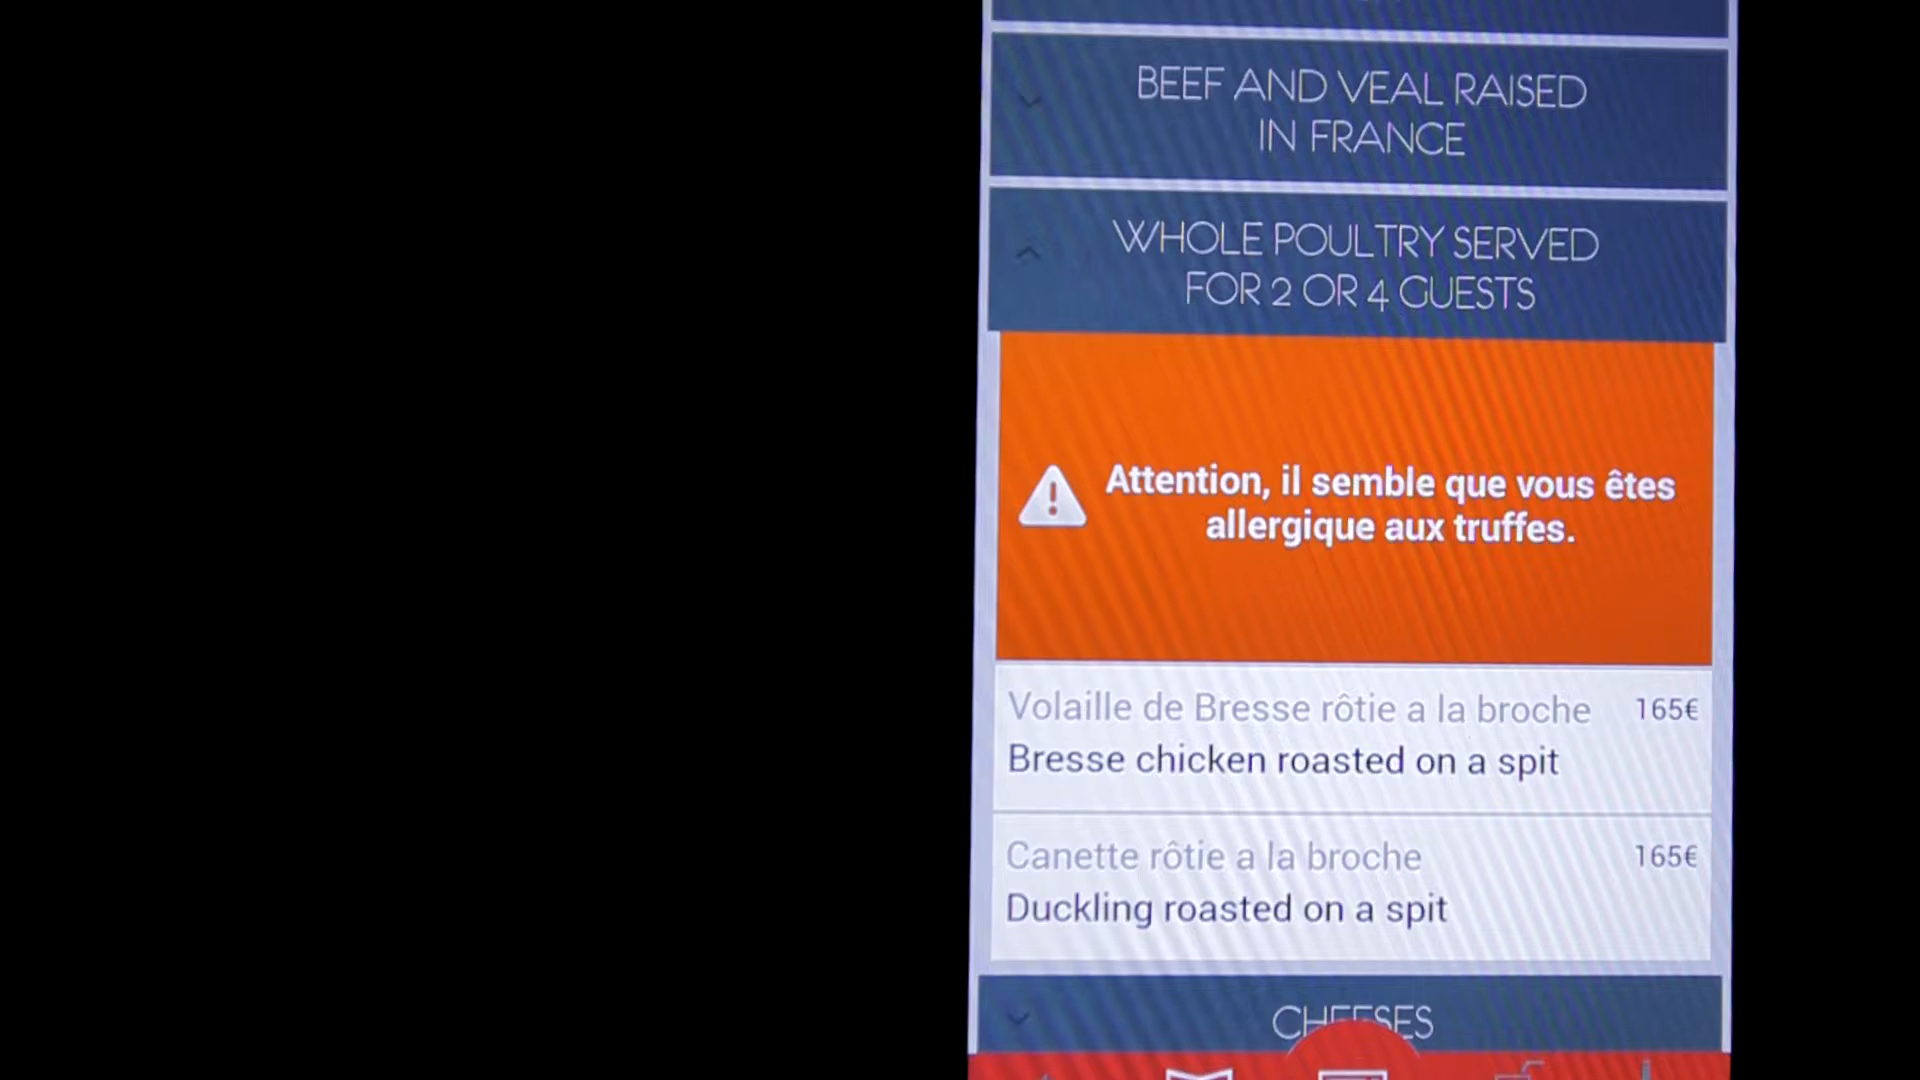 BEEF AND VEAL RAISED
IN FRANCE
WHOLE POULTRY SERVED
FOR 2 OR 4 GUESTS
Attention, il semble que vous êtes
allergique aux truffes.
Volaille de Bresse rôtie a la broche 165€
Bresse chicken roasted on a spit
Canette rôtie a la broche 165€
Duckling roasted on a spit
CHEESES